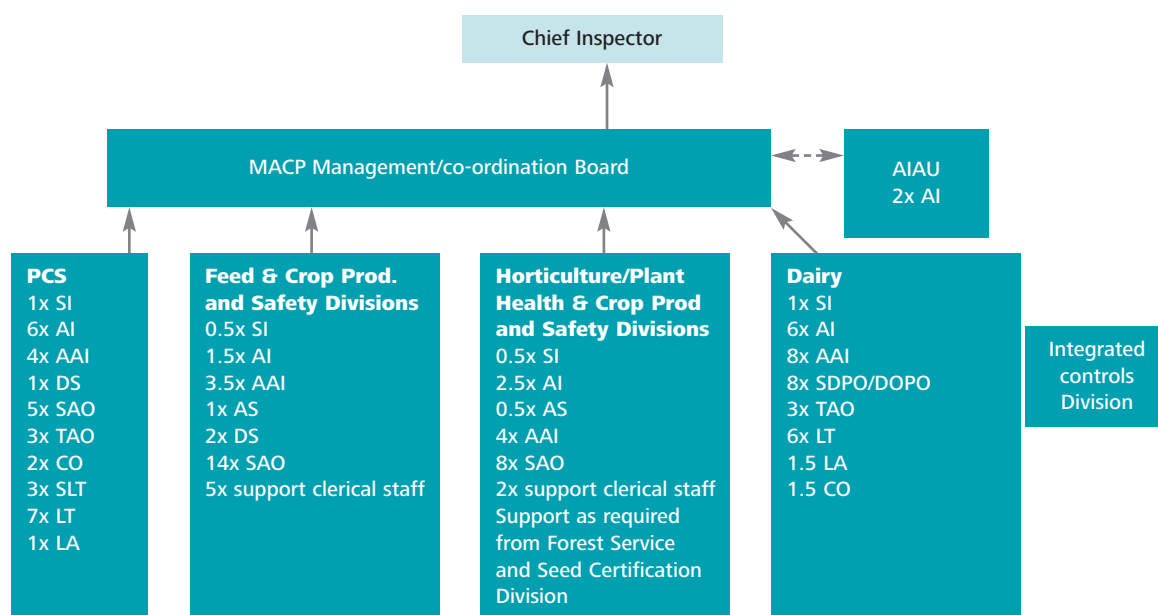 Chief Inspector
MACP Management/co-ordination Board
AIAU
2x AI
PCS
1x SI
6x AI
4x AAI
1x DS
5x SAO
3x TAO
2x CO
3x SLT
7x LT
1x LA
Feed & Crop Prod.
and Safety Divisions
0.5x SI
1.5x AI
3.5x AAI
1x AS
2x DS
14x SAO
5x support clerical staff
Horticulture/Plant
Health & Crop Prod
and Safety Divisions
0.5x SI
2.5x AI
0.5x AS
4x AAI
8x SAO
2x support clerical staff
Support as required
from Forest Service
and Seed Certification
Division
Dairy
1x SI
6x AI
8x AAI
8x SDPO/DOPO
3x TAO
6x LT
1.5 LA
1.5 CO
Integrated
controls
Division